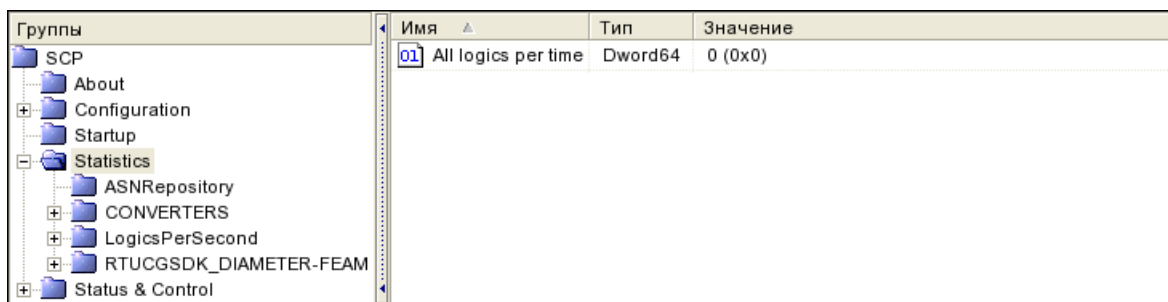 Группы
SCP
About
Configuration
Startup
Statistics
ASNRepository
CONVERTERS
LogicsPerSecond
RTUCGSDK_DIAMETER-FEAM
Status & Control
Имя Тип Значение
01 All logics per time Dword64 0 (0x0)